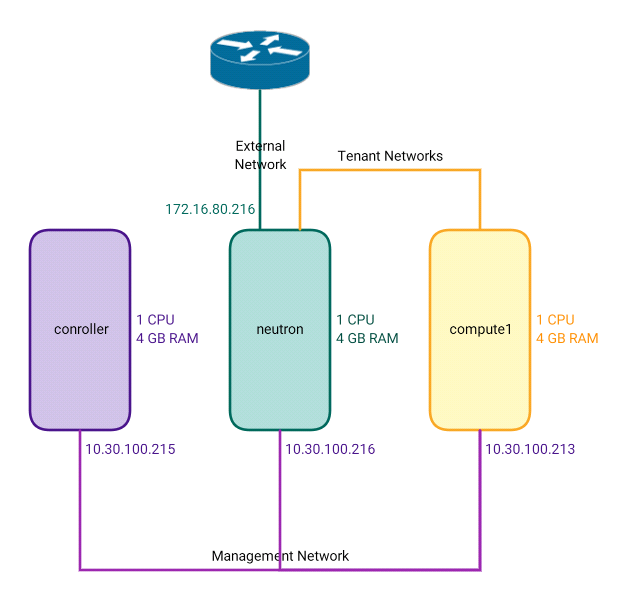 External
Network
Tenant Networks
172.16.80.216
conroller
1 CPU
4 GB RAM
neutron
1 CPU
4 GB RAM
compute1
1 CPU
4 GB RAM
10.30.100.215
10.30.100.216
10.30.100.213
Management Network